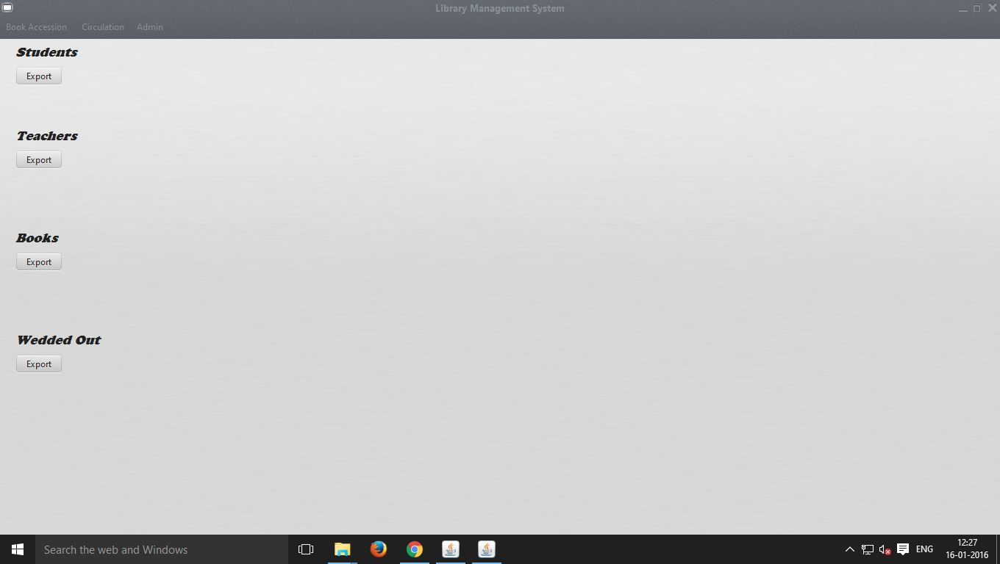 Library Management System
Book Accession Circulation Admin
Students
Export
Teachers
Export
Books
Export
Wedded Out
Export
Search the web and Windows
ENG
12:27
16-01-2016